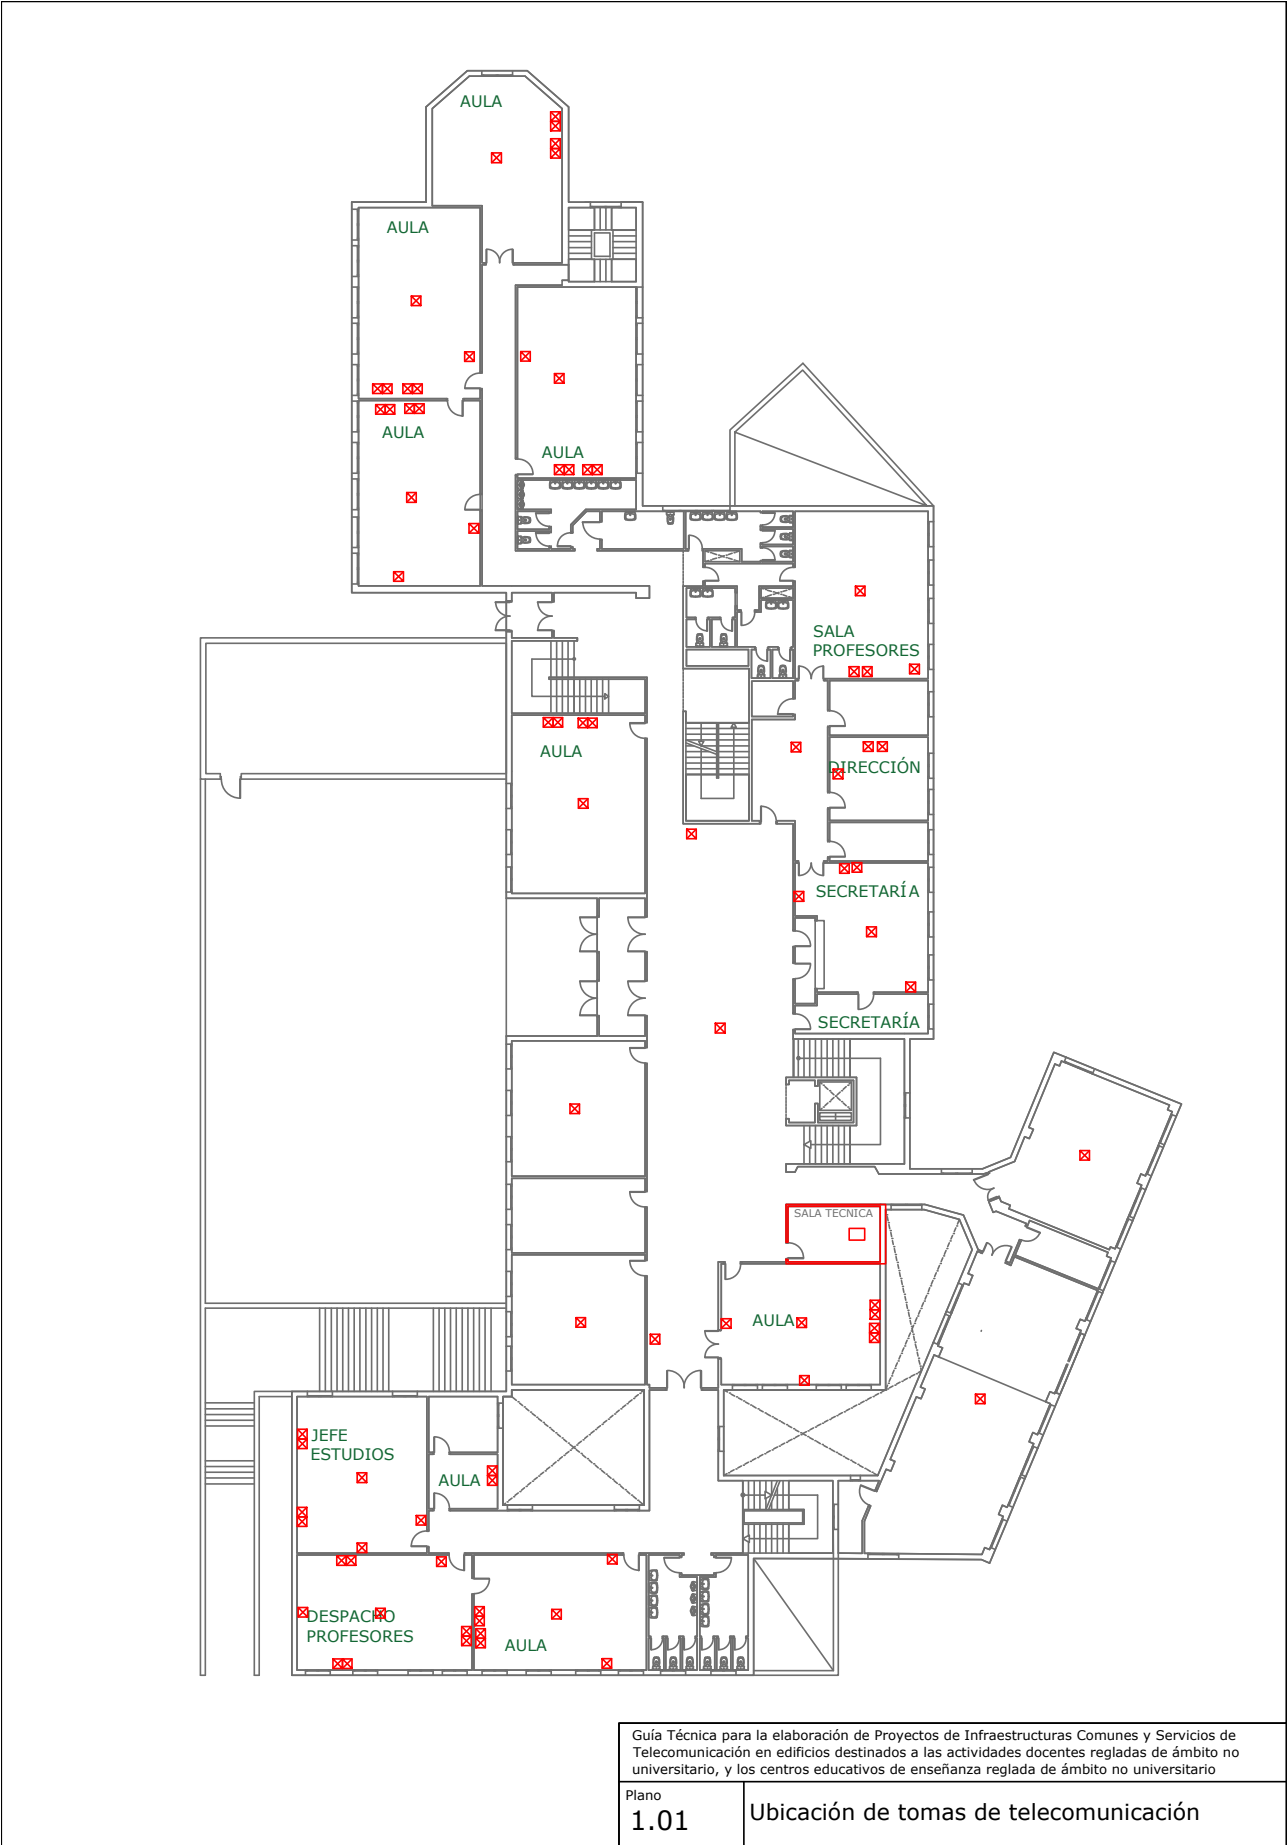 AULA
AULA
AULA
AULA
SALA
PROFESORES
AULA
DIRECCIÓN
SECRETARÍA
SECRETARÍA
SALA TECNICA
AULA
JEFE
ESTUDIOS
AULA
DESPACHO
PROFESORES
AULA
Guía Técnica para la elaboración de Proyectos de Infraestructuras Comunes y Servicios de
Telecomunicación en edificios destinados a las actividades docentes regladas de ámbito no
universitario, y los centros educativos de enseñanza reglada de ámbito no universitario
Plano
1.01
Ubicación de tomas de telecomunicación